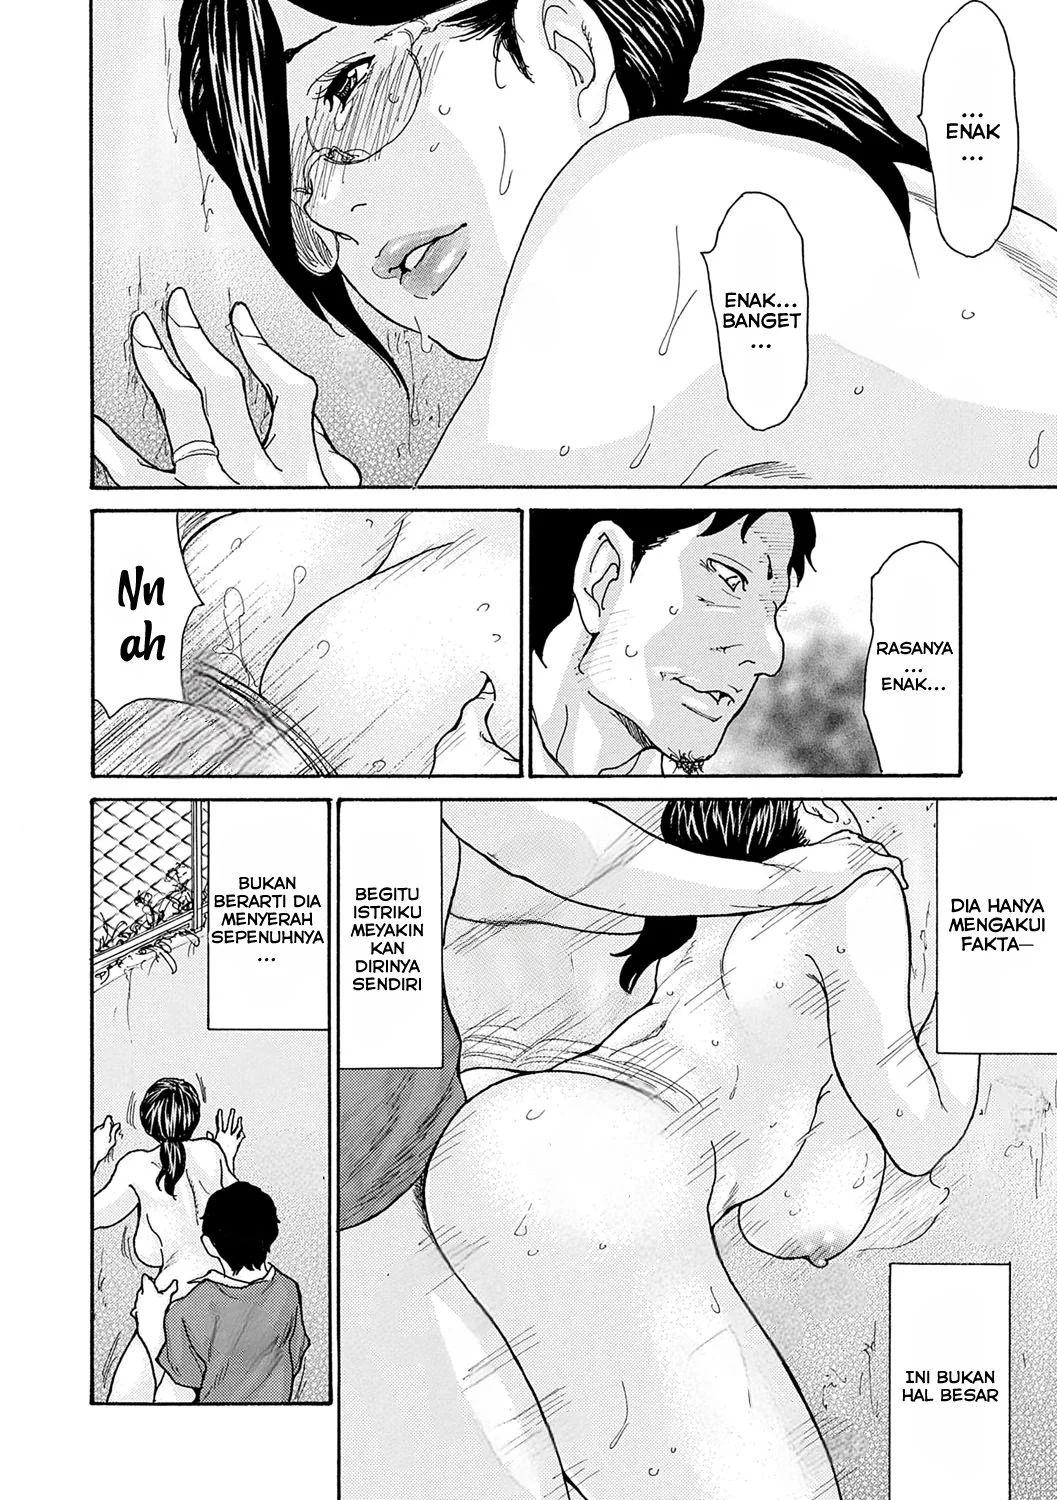 ...
ENAK
...
ENAK...
BANGET
...
RASANYA
...
ENAK...
Nn
ah
DIA HANYA
MENGAKUI
FAKTA—
BEGITU
ISTRIKU
MEYAKIN
KAN
DIRINYA
SENDIRI
BUKAN
BERARTI DIA
MENYERAH
SEPENUHNYA
...
INI BUKAN
HAL BESAR